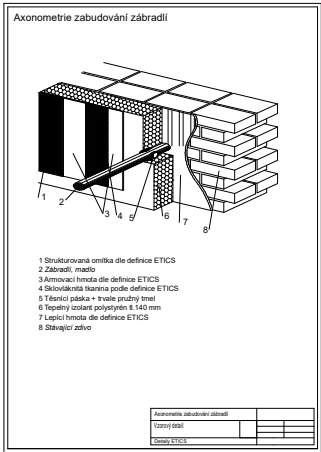 Axonometrie zabudování zábradlí
1
2
3
4
5
6
7
8
1 Strukturovaná omítka dle definice ETICS
2 Zábradlí, madlo
3 Armovací hmota dle definice ETICS
4 Sklovláknitá tkanina podle definice ETICS
5 Těsnící páska + trvale pružný tmel
6 Tepelný izolant polystyrén tl.140 mm
7 Lepící hmota dle definice ETICS
8 Stávající zdivo
Axonometrie zabudování zábradlí
Vzorový detail
Detaily ETICS